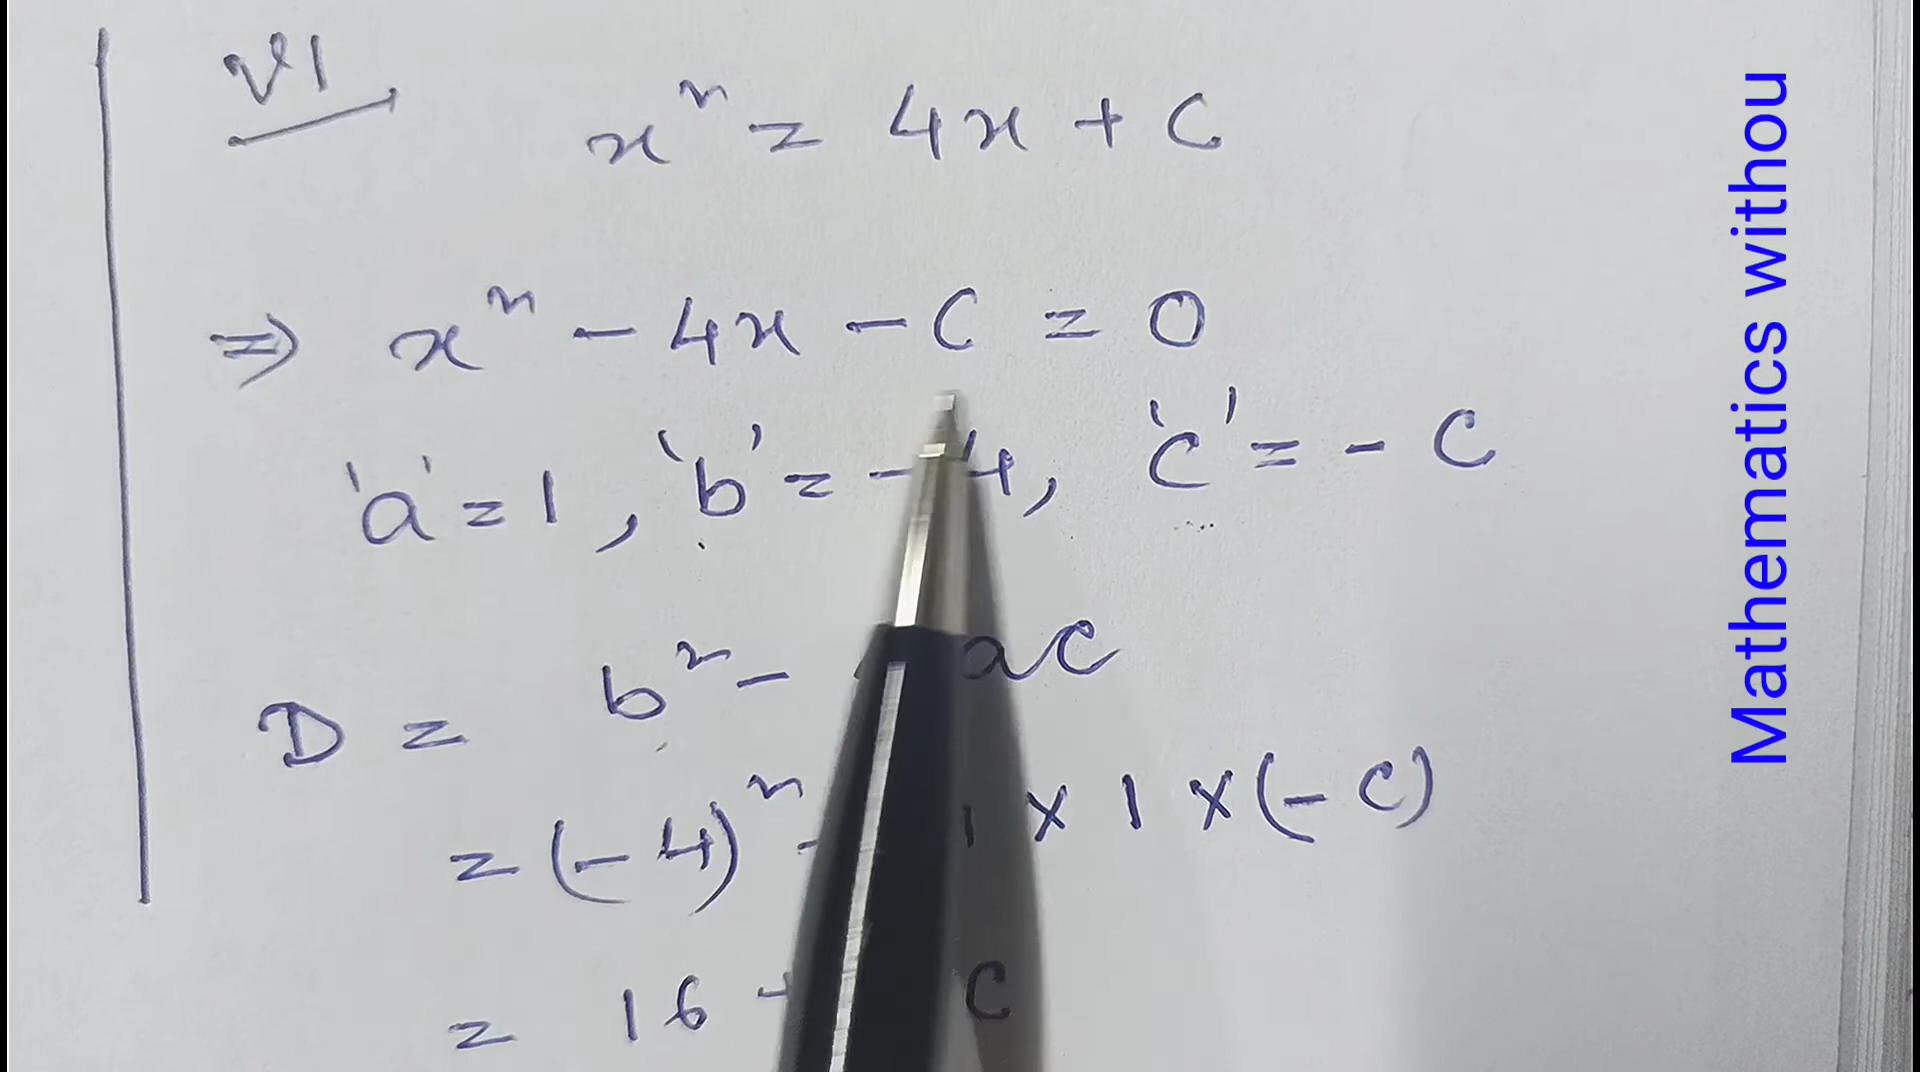 VI
x² = 4x + c
⇒ x² - 4x - c = 0
'a' = 1, 'b' = -4, 'c' = - c
D = b² - ac
= (-4)² - × 1 × (- c)
= 16 + c
Mathematics withou